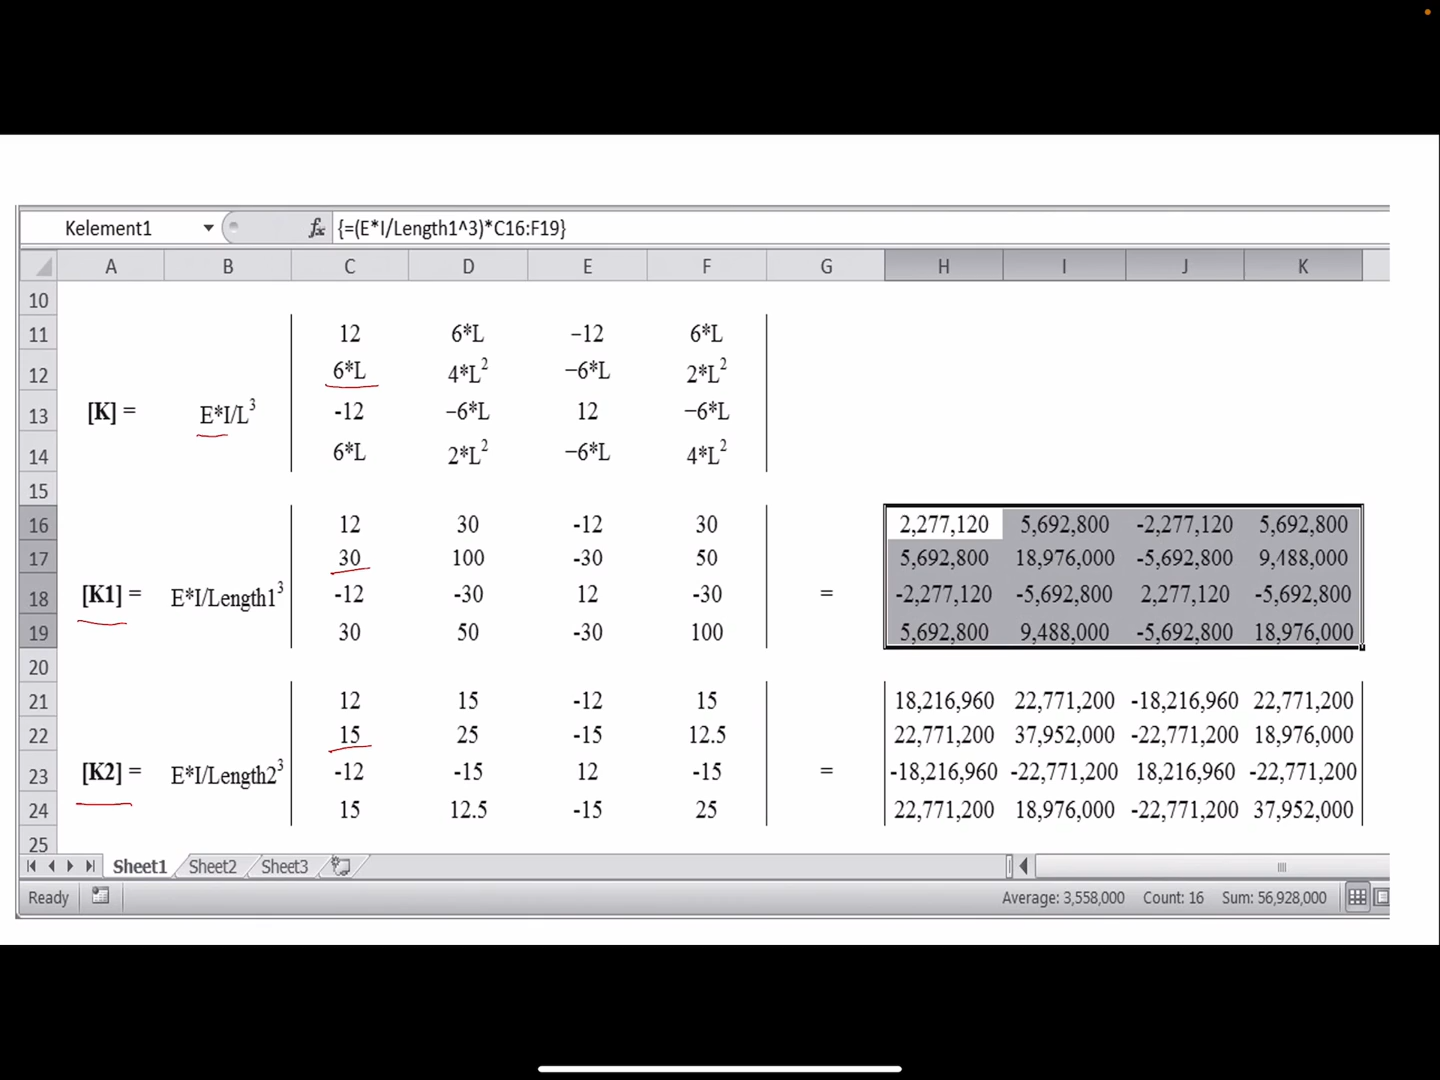 Kelement1 fx {=(E*I/Length1^3)*C16:F19}
A B C D E F G H I J K
10
11 12 6*L −12 6*L
12 6*L 4*L² −6*L 2*L²
13 [K] = E*I/L³ -12 −6*L 12 −6*L
14 6*L 2*L² −6*L 4*L²
15
16 12 30 -12 30 2,277,120 5,692,800 -2,277,120 5,692,800
17 30 100 -30 50 5,692,800 18,976,000 -5,692,800 9,488,000
18 [K1] = E*I/Length1³ -12 -30 12 -30 = -2,277,120 -5,692,800 2,277,120 -5,692,800
19 30 50 -30 100 5,692,800 9,488,000 -5,692,800 18,976,000
20
21 12 15 -12 15 18,216,960 22,771,200 -18,216,960 22,771,200
22 15 25 -15 12.5 22,771,200 37,952,000 -22,771,200 18,976,000
23 [K2] = E*I/Length2³ -12 -15 12 -15 = -18,216,960 -22,771,200 18,216,960 -22,771,200
24 15 12.5 -15 25 22,771,200 18,976,000 -22,771,200 37,952,000
25
Sheet1 Sheet2 Sheet3
Ready Average: 3,558,000 Count: 16 Sum: 56,928,000